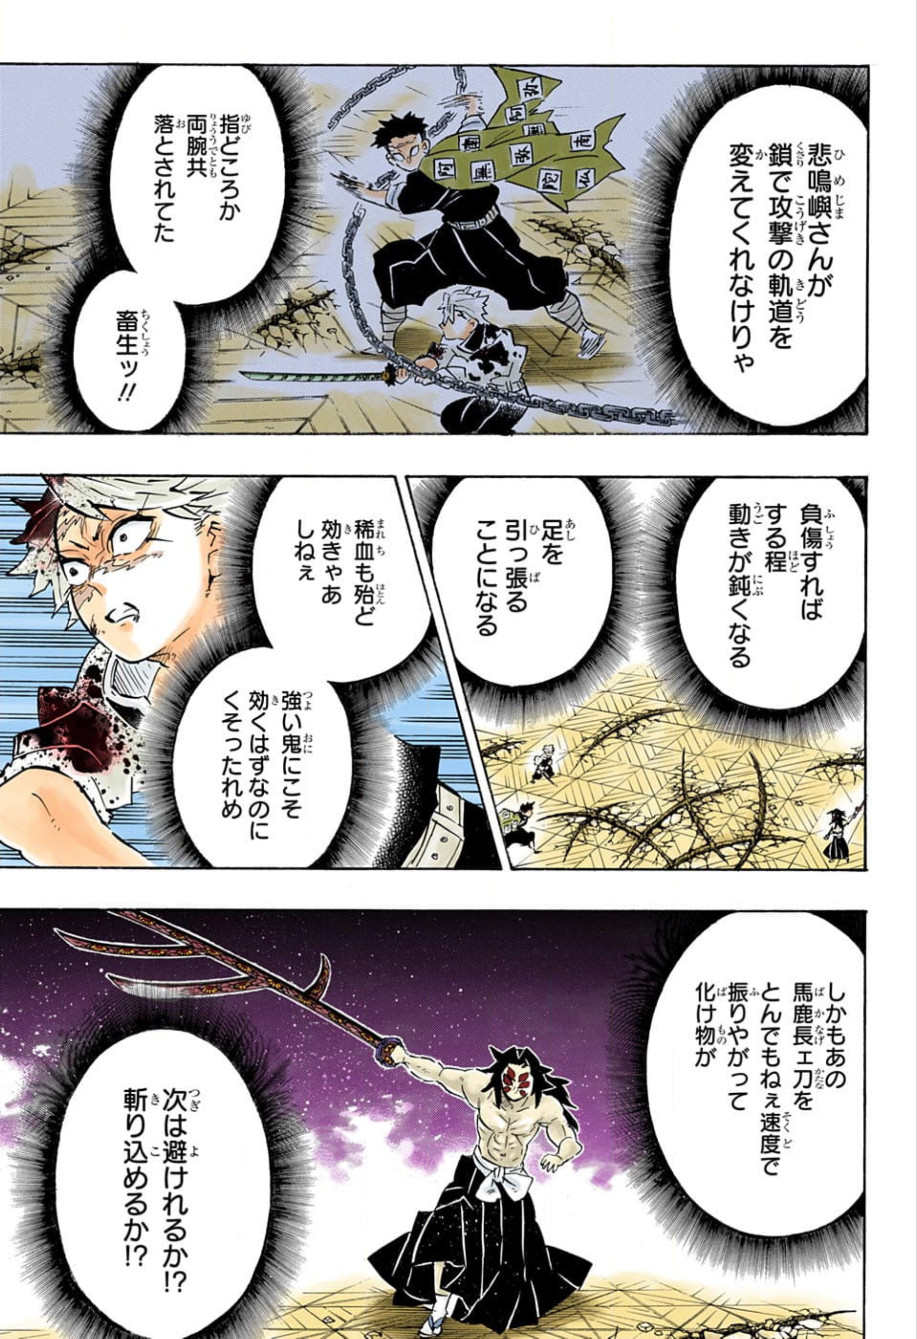 悲鳴嶼さんが
鎖で攻撃の軌道を
変えてくれなけりゃ
指どころか
両腕共
落とされてた
畜生ッ!!
負傷すれば
する程
動きが鈍くなる
足を
引っ張る
ことになる
稀血も殆ど
効きゃあ
しねぇ
強い鬼にこそ
効くはずなのに
くそったれめ
しかもあの
馬鹿長ェ刀を
とんでもねぇ速度で
振りやがって
化け物が
次は避けれるか!?
斬り込めるか!?